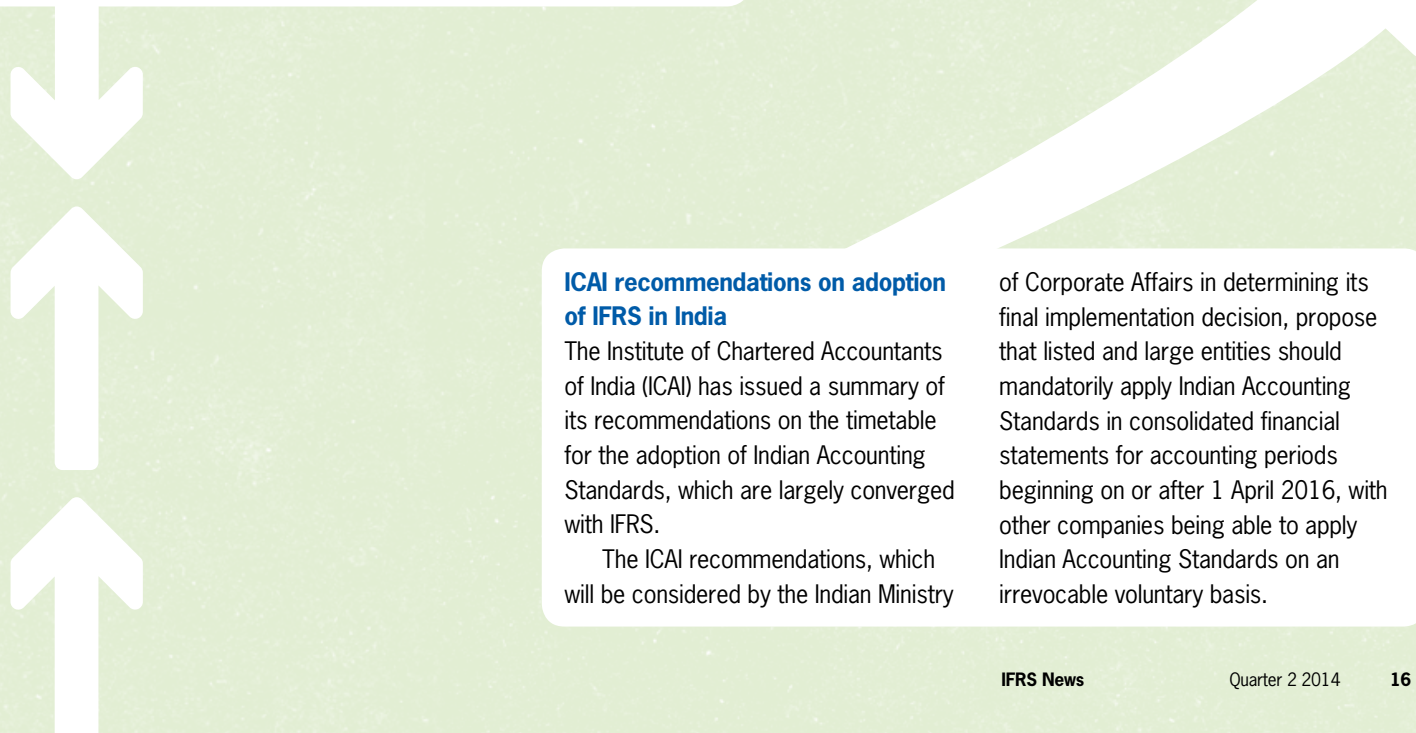 ICAI recommendations on adoption
of IFRS in India
The Institute of Chartered Accountants
of India (ICAI) has issued a summary of
its recommendations on the timetable
for the adoption of Indian Accounting
Standards, which are largely converged
with IFRS.
The ICAI recommendations, which
will be considered by the Indian Ministry
of Corporate Affairs in determining its
final implementation decision, propose
that listed and large entities should
mandatorily apply Indian Accounting
Standards in consolidated financial
statements for accounting periods
beginning on or after 1 April 2016, with
other companies being able to apply
Indian Accounting Standards on an
irrevocable voluntary basis.
IFRS News Quarter 2 2014 16